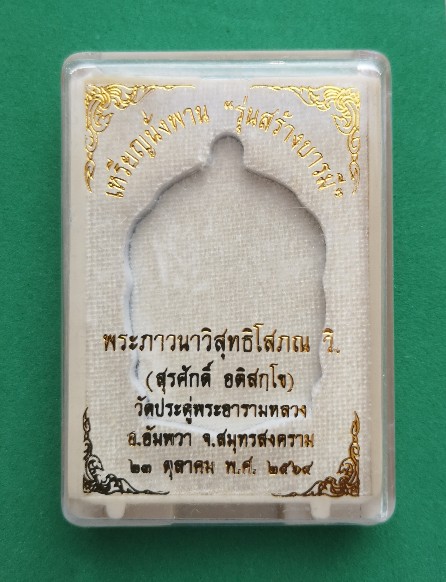 เหรียญนั่งพาน "รุ่นสร้างบารมี"
พระภาวนาวิสุทธิโสภณ วิ.
(สุรศักดิ์ อติสกฺโข)
วัดประดู่พระอารามหลวง
อ.อัมพวา จ.สมุทรสงคราม
๒๓ ตุลาคม พ.ศ. ๒๕๖๔